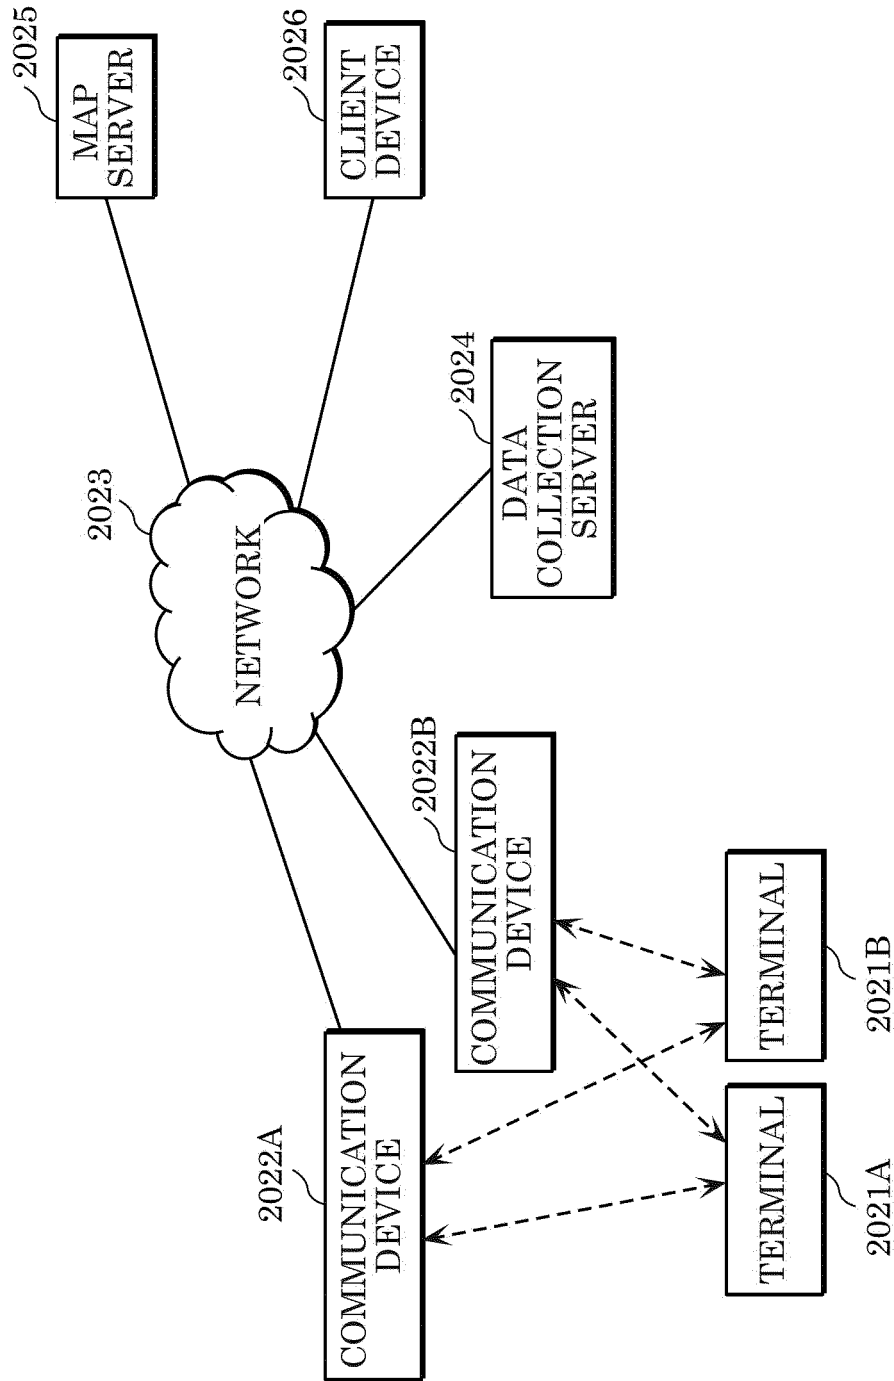 2025
MAP
SERVER
2026
CLIENT
DEVICE
2023
NETWORK
2024
DATA
COLLECTION
SERVER
2022A
COMMUNICATION
DEVICE
2022B
COMMUNICATION
DEVICE
TERMINAL
2021A
TERMINAL
2021B